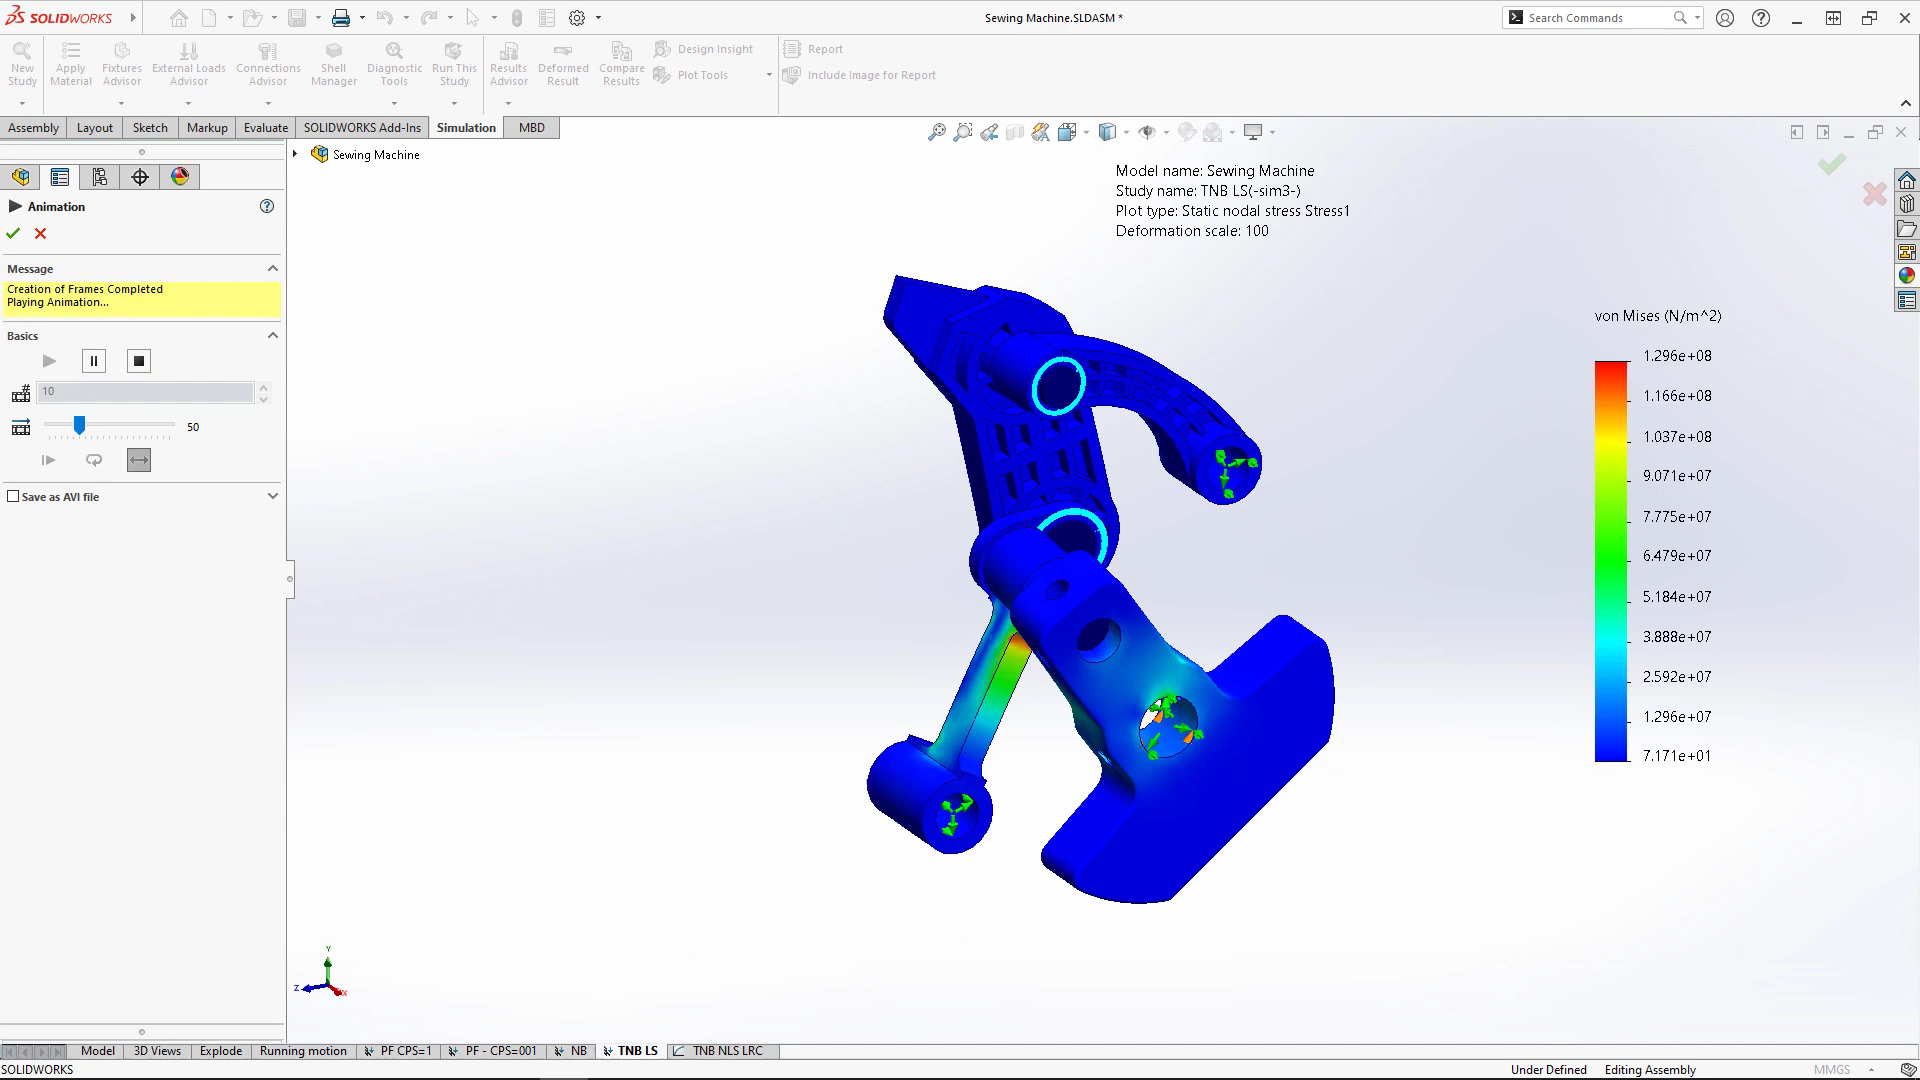 SOLIDWORKS
Sewing Machine.SLDASM *
Search Commands
New Study
Apply Material
Fixtures Advisor
External Loads Advisor
Connections Advisor
Shell Manager
Diagnostic Tools
Run This Study
Results Advisor
Deformed Result
Compare Results
Design Insight
Plot Tools
Report
Include Image for Report
Assembly
Layout
Sketch
Markup
Evaluate
SOLIDWORKS Add-Ins
Simulation
MBD
Sewing Machine
Animation
Message
Creation of Frames Completed
Playing Animation...
Basics
10
50
Save as AVI file
Model name: Sewing Machine
Study name: TNB LS(-sim3-)
Plot type: Static nodal stress Stress1
Deformation scale: 100
von Mises (N/m^2)
1.296e+08
1.166e+08
1.037e+08
9.071e+07
7.775e+07
6.479e+07
5.184e+07
3.888e+07
2.592e+07
1.296e+07
7.171e+01
Y
Z
X
Model
3D Views
Explode
Running motion
PF CPS=1
PF - CPS=001
NB
TNB LS
TNB NLS LRC
SOLIDWORKS
Under Defined
Editing Assembly
MMGS